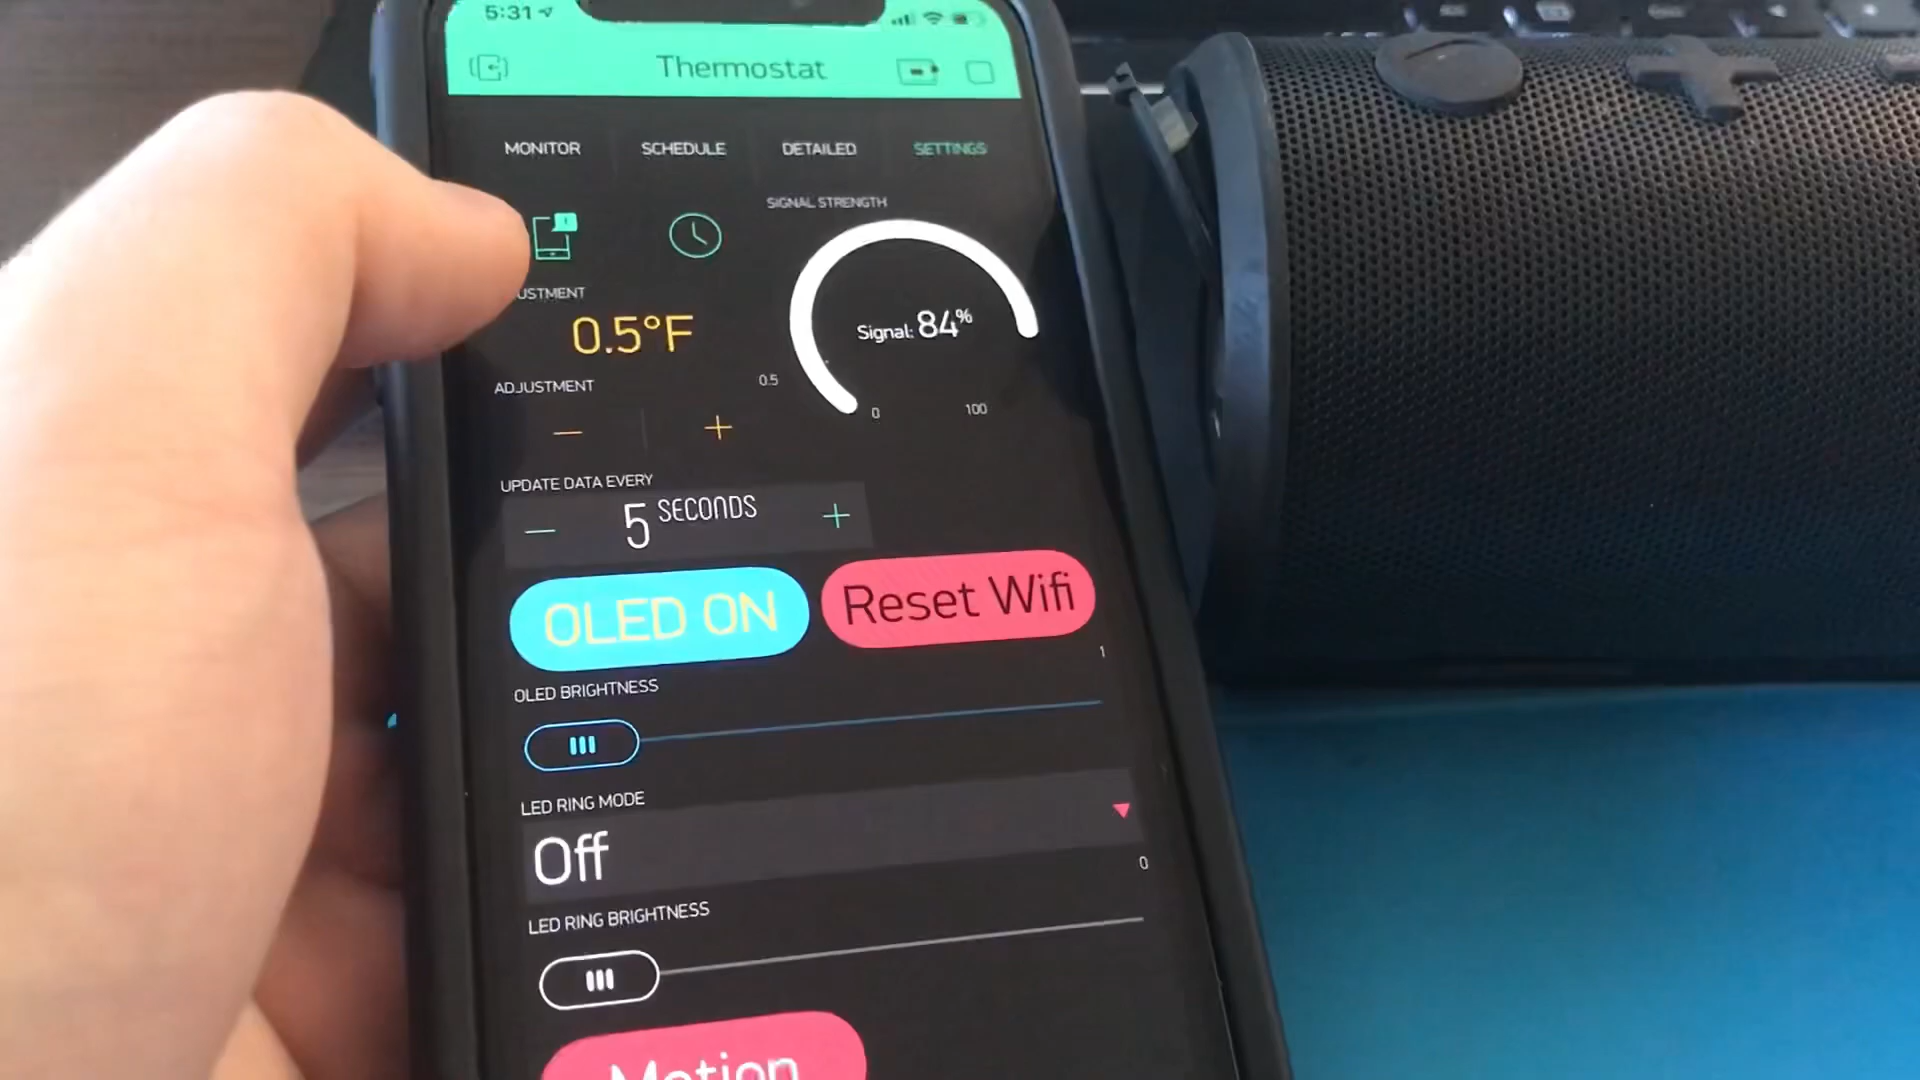 5:31
Thermostat
MONITOR SCHEDULE DETAILED SETTINGS
SIGNAL STRENGTH
USTMENT
0.5°F
Signal: 84%
ADJUSTMENT 0.5
0 100
— +
UPDATE DATA EVERY
— 5 SECONDS +
OLED ON Reset Wifi
1
OLED BRIGHTNESS
LED RING MODE
Off
0
LED RING BRIGHTNESS
Motion